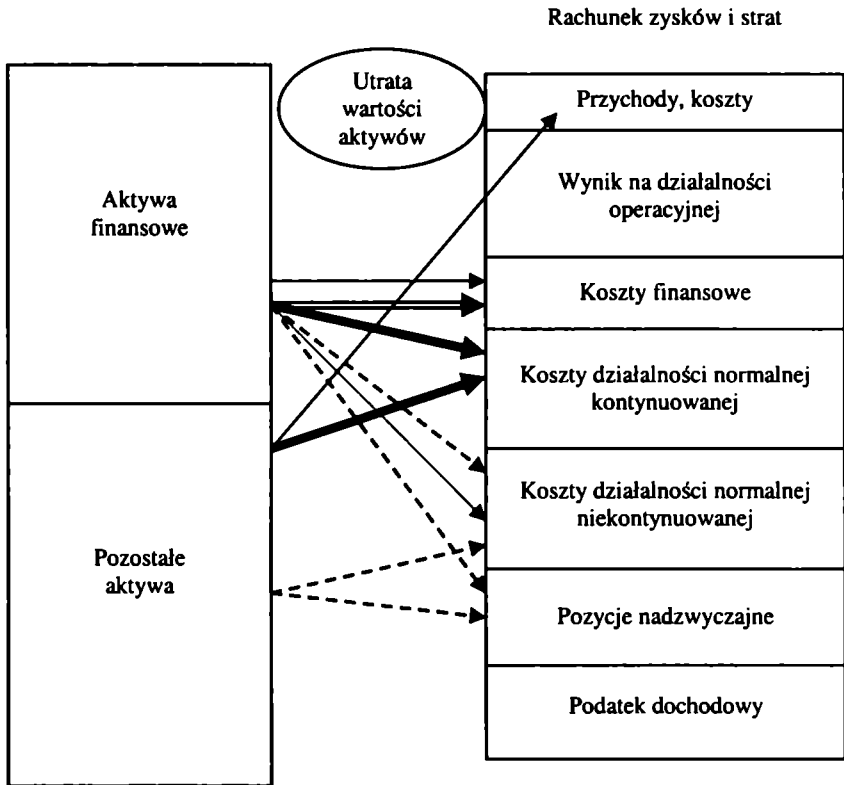 Rachunek zysków i strat
Utrata
wartości
aktywów
Aktywa
finansowe
Pozostałe
aktywa
Przychody, koszty
Wynik na działalności
operacyjnej
Koszty finansowe
Koszty działalności normalnej
kontynuowanej
Koszty działalności normalnej
niekontynuowanej
Pozycje nadzwyczajne
Podatek dochodowy